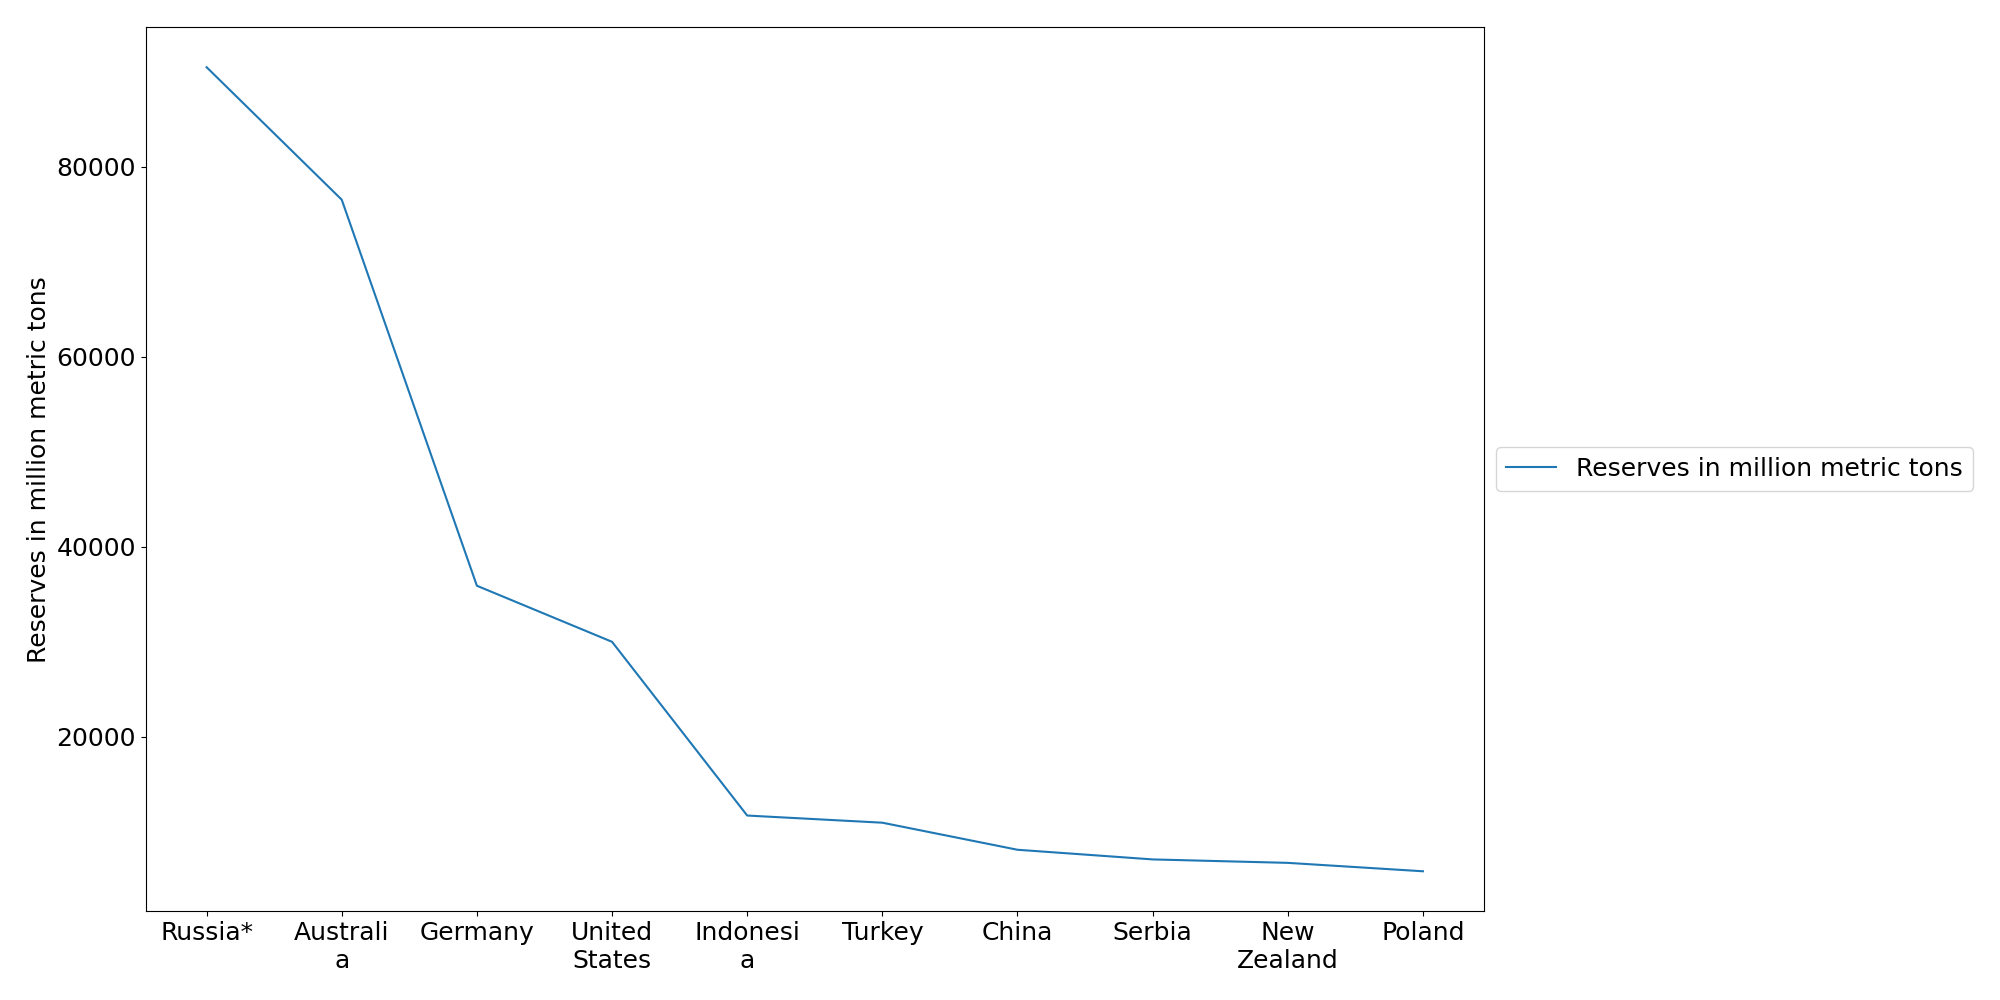 80000
60000
40000
20000
Reserves in million metric tons
Russia*
Australi
a
Germany
United
States
Indonesi
a
Turkey
China
Serbia
New
Zealand
Poland
Reserves in million metric tons